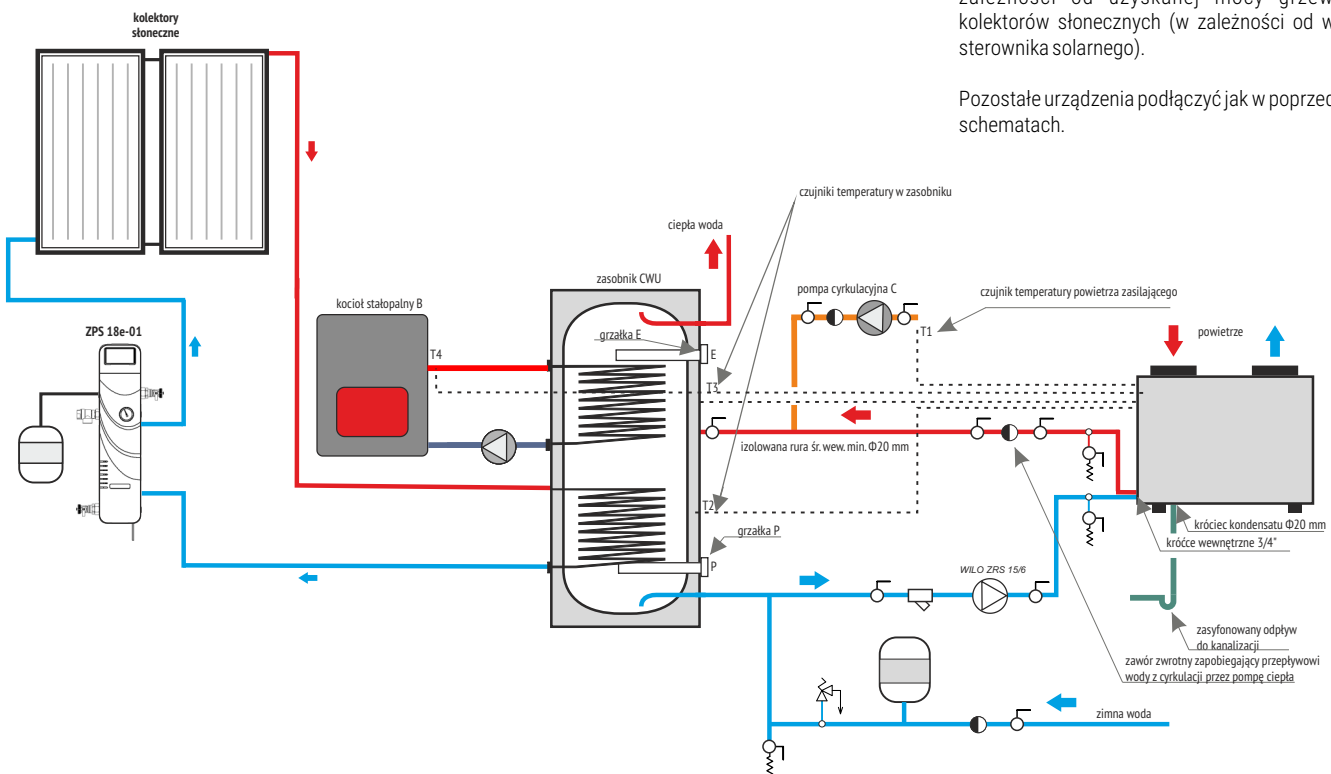 zależności od uzyskanej mocy
kolektorów słonecznych (w zależności od
sterownika solarnego).
Pozostałe urządzenia podłączyć jak w
schematach.
kolektory
słoneczne
czujniki temperatury w zasobniku
ciepła woda
zasobnik CWU
pompa cyrkulacyjna C
czujnik temperatury powietrza zasilającego
kocioł stałopalny B
powietrze
ZPS 18e-01
T1
grzałka E
E
T4
T3
izolowana rura śr. wew. min. Φ20 mm
T2
króciec kondensatu Φ20 mm
grzałka P
króćce wewnętrzne 3/4"
P
WILO ZRS 15/6
zasyfonowany odpływ
do kanalizacji
zawór zwrotny zapobiegający przepływowi
wody z cyrkulacji przez pompę ciepła
zimna woda